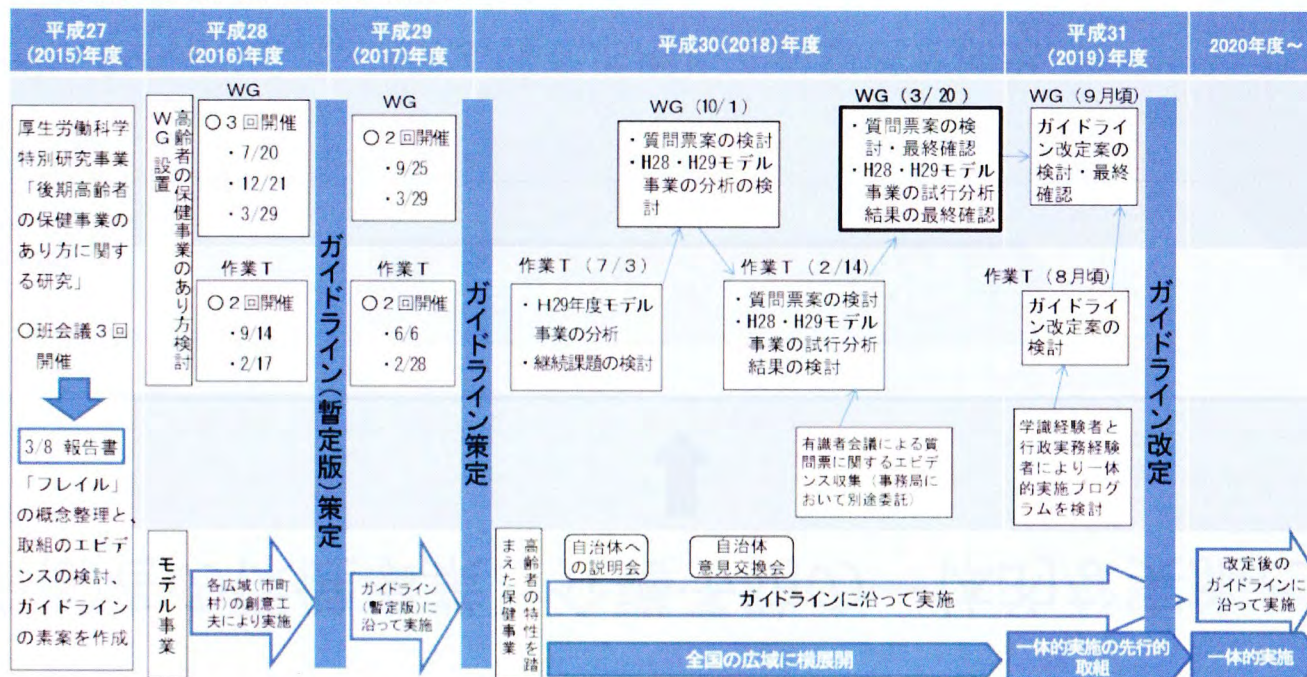 平成27
(2015)年度
平成28
(2016)年度
平成29
(2017)年度
平成30(2018)年度
平成31
(2019)年度
2020年度～
厚生労働科学
特別研究事業
「後期高齢者
の保健事業の
あり方に関す
る研究」
○班会議3回
開催
3/8 報告書
「フレイル」
の概念整理と、
取組のエビデ
ンスの検討、
ガイドライン
の素案を作成
高齢者の保健事業のあり方検討
WG設置
WG
○3回開催
・7/20
・12/21
・3/29
作業T
○2回開催
・9/14
・2/17
モデル事業
各広域(市町
村)の創意工
夫により実施
ガイドライン(暫定版)策定
WG
○2回開催
・9/25
・3/29
作業T
○2回開催
・6/6
・2/28
ガイドライン
(暫定版)に
沿って実施
ガイドライン策定
WG (10/1)
・質問票案の検討
・H28・H29モデル
事業の分析の検
討
WG (3/20)
・質問票案の検
討・最終確認
・H28・H29モデル
事業の試行分析
結果の最終確認
作業T (7/3)
・H29年度モデル
事業の分析
・継続課題の検討
作業T (2/14)
・質問票案の検討
・H28・H29モデル
事業の試行分析
結果の検討
有識者会議による質
問票に関するエビデ
ンス収集(事務局に
おいて別途委託)
高齢者の特性を踏
まえた保健事業
自治体へ
の説明会
自治体
意見交換会
ガイドラインに沿って実施
全国の広域に横展開
WG (9月頃)
ガイドライ
ン改定案の
検討・最終
確認
作業T (8月頃)
ガイドライ
ン改定案の
検討
学識経験者と
行政実務経験
者により一体
的実施プログ
ラムを検討
ガイドライン改定
一体的実施の先行的
取組
改定後の
ガイドラインに
沿って実施
一体的実施